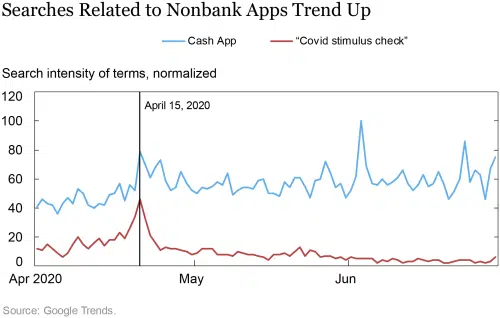 Searches Related to Nonbank Apps Trend Up
Cash App “Covid stimulus check”
Search intensity of terms, normalized
120
April 15, 2020
100
80
60
40
20
0
Apr 2020 May Jun
Source: Google Trends.